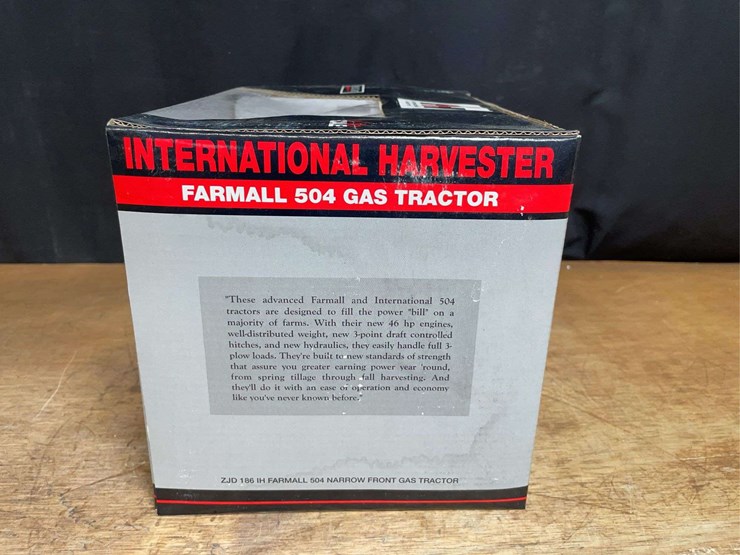 INTERNATIONAL HARVESTER
FARMALL 504 GAS TRACTOR
"These advanced Farmall and International 504
tractors are designed to fill the power "bill" on a
majority of farms. With their new 46 hp engines,
well-distributed weight, new 3-point draft controlled
hitches, and new hydraulics, they easily handle full 3-
plow loads. They're built to new standards of strength
that assure you greater earning power year 'round,
from spring tillage through fall harvesting. And
they'll do it with an ease of operation and economy
like you've never known before."
ZJD 186 IH FARMALL 504 NARROW FRONT GAS TRACTOR